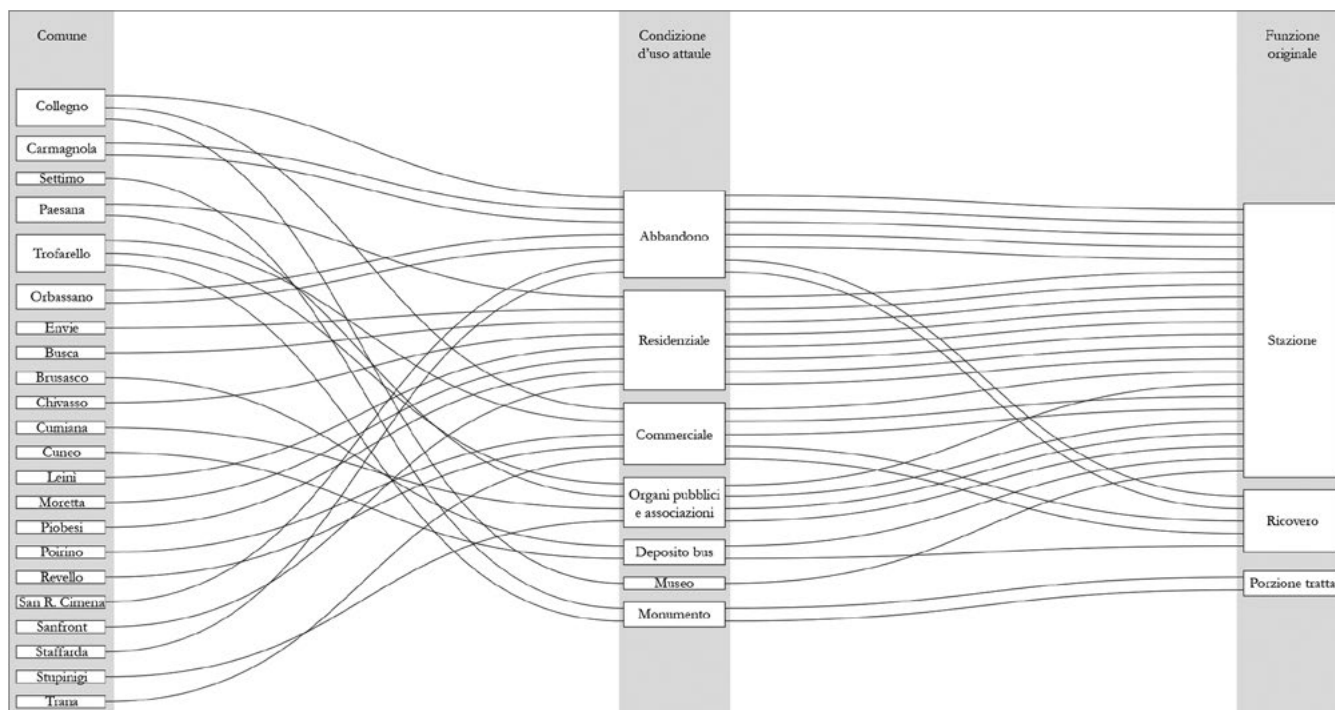 Comune
Collegno
Carmagnola
Settimo
Paesana
Trofarello
Orbassano
Envie
Busca
Brusasco
Chivasso
Cumiana
Cuneo
Leinì
Moretta
Piobesi
Poirino
Revello
San R. Cimena
Sanfront
Staffarda
Stupinigi
Trana
Condizione
d'uso attaule
Abbandono
Residenziale
Commerciale
Organi pubblici
e associazioni
Deposito bus
Museo
Monumento
Funzione
originale
Stazione
Ricovero
Porzione tratta